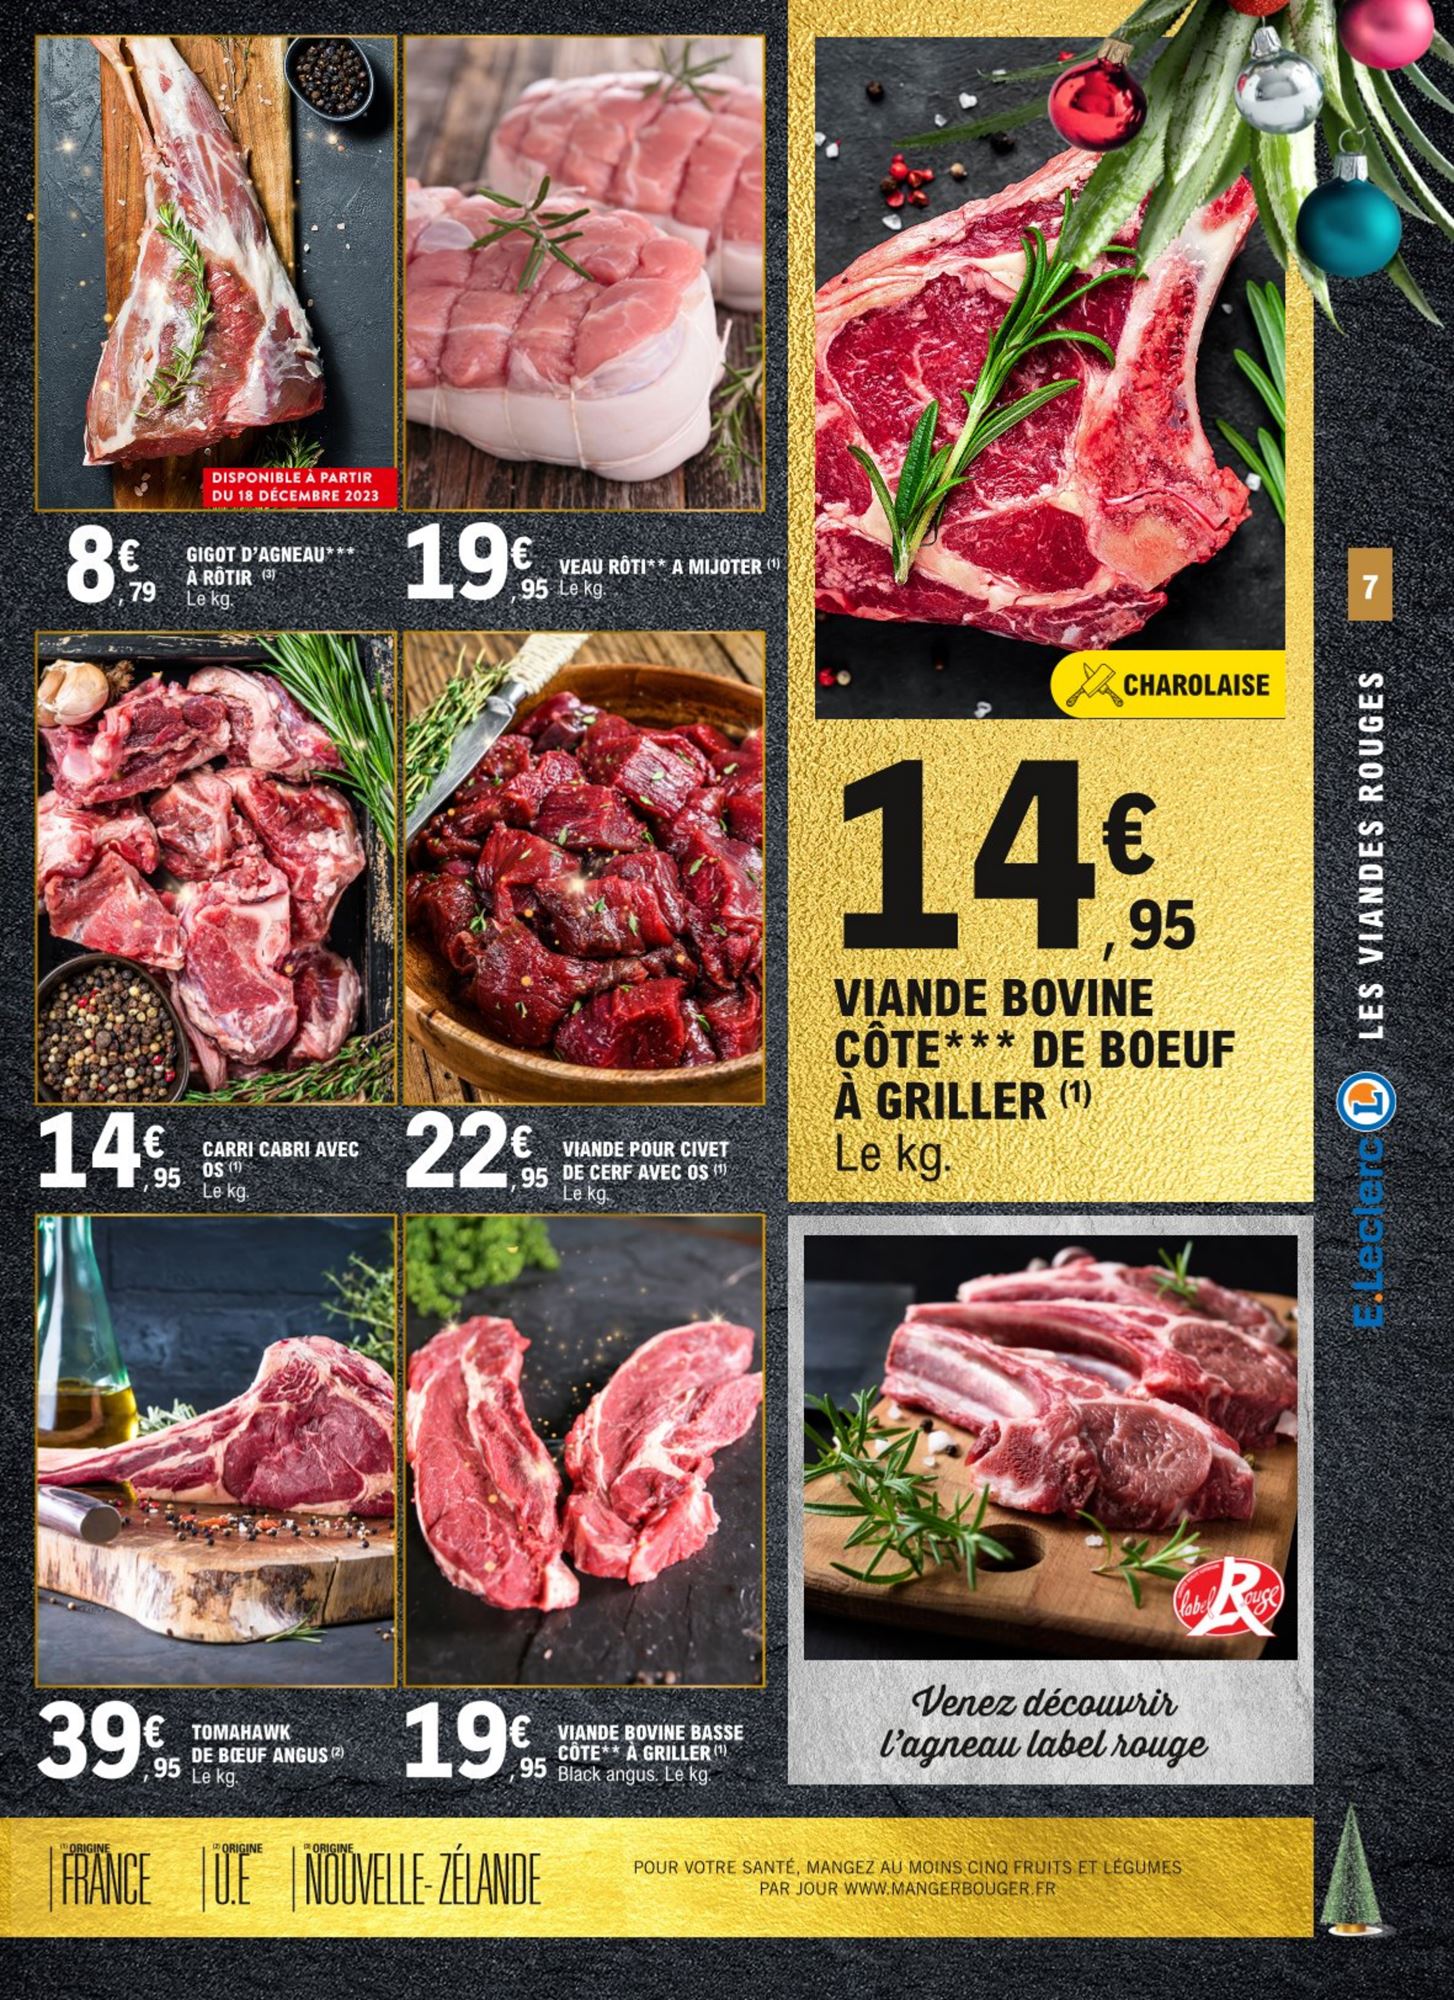 DISPONIBLE À PARTIR
DU 18 DÉCEMBRE 2023
8€,79
GIGOT D'AGNEAU***
À RÔTIR (3)
Le kg.
19€,95
VEAU RÔTI** A MIJOTER (1)
Le kg.
CHAROLAISE
14€,95
VIANDE BOVINE
CÔTE*** DE BOEUF
À GRILLER (1)
Le kg.
14€,95
CARRI CABRI AVEC
OS (1)
Le kg.
22€,95
VIANDE POUR CIVET
DE CERF AVEC OS (1)
Le kg.
39€,95
TOMAHAWK
DE BŒUF ANGUS (2)
Le kg.
19€,95
VIANDE BOVINE BASSE
CÔTE** À GRILLER (1)
Black angus. Le kg.
label Rouge
Venez découvrir
l'agneau label rouge
7
LES VIANDES ROUGES
E.Leclerc L
(1) ORIGINE
FRANCE
(2) ORIGINE
U.E
(3) ORIGINE
NOUVELLE-ZÉLANDE
POUR VOTRE SANTÉ, MANGEZ AU MOINS CINQ FRUITS ET LÉGUMES
PAR JOUR WWW.MANGERBOUGER.FR